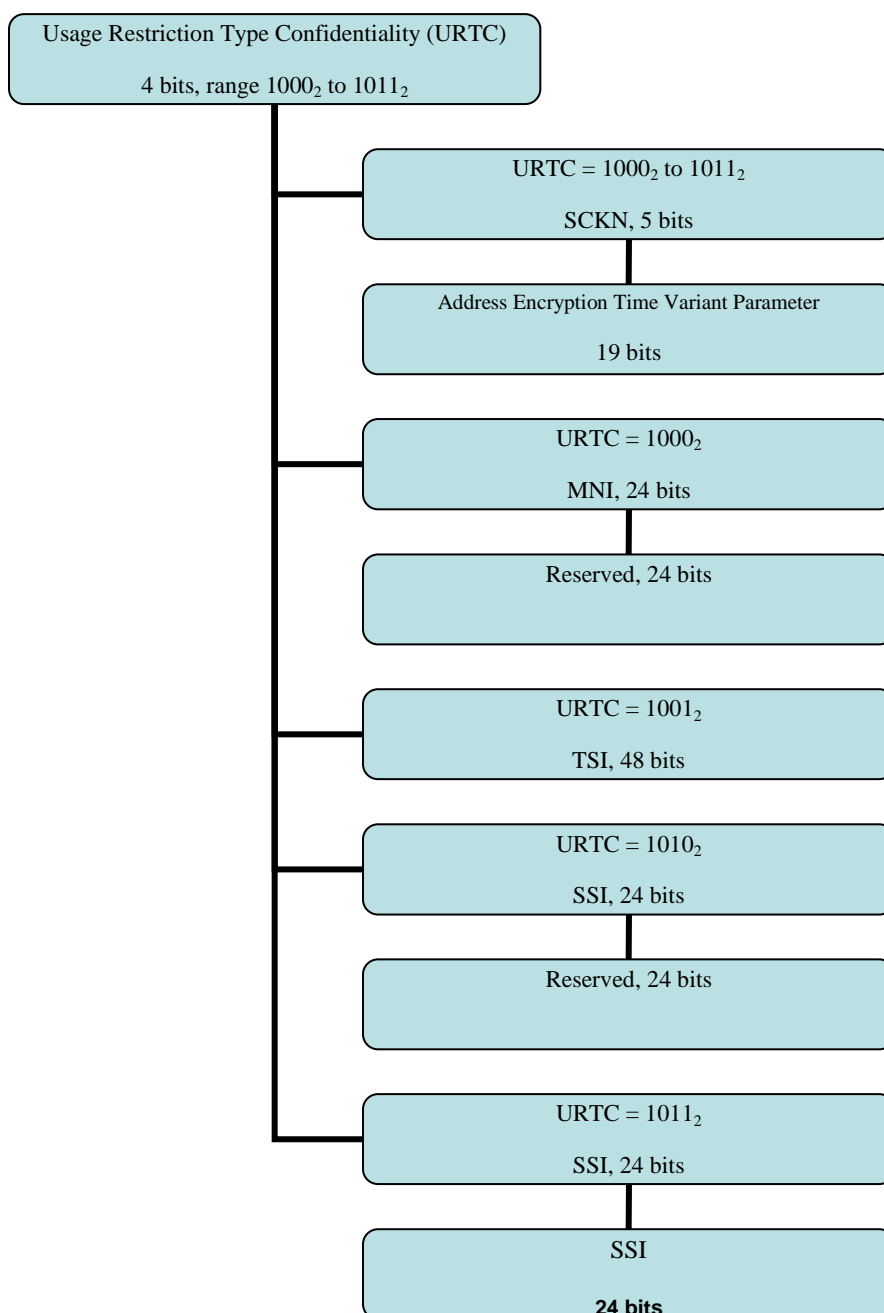 Usage Restriction Type Confidentiality (URTC)
4 bits, range 1000₂ to 1011₂
URTC = 1000₂ to 1011₂
SCKN, 5 bits
Address Encryption Time Variant Parameter
19 bits
URTC = 1000₂
MNI, 24 bits
Reserved, 24 bits
URTC = 1001₂
TSI, 48 bits
URTC = 1010₂
SSI, 24 bits
Reserved, 24 bits
URTC = 1011₂
SSI, 24 bits
SSI
24 bits